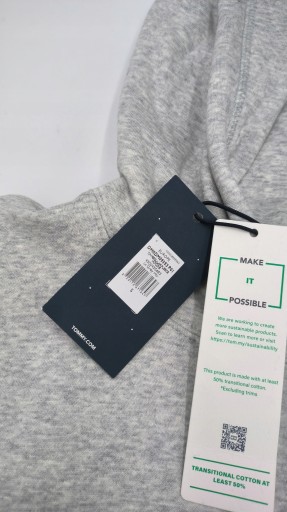 TOMMY.COM
MAKE
IT
POSSIBLE
We are working to create
more sustainable products.
Scan to learn more or visit
https://tom.my/sustainability
This product is made with at least
50% transitional cotton.
*Excluding trims
TRANSITIONAL COTTON AT
LEAST 50%